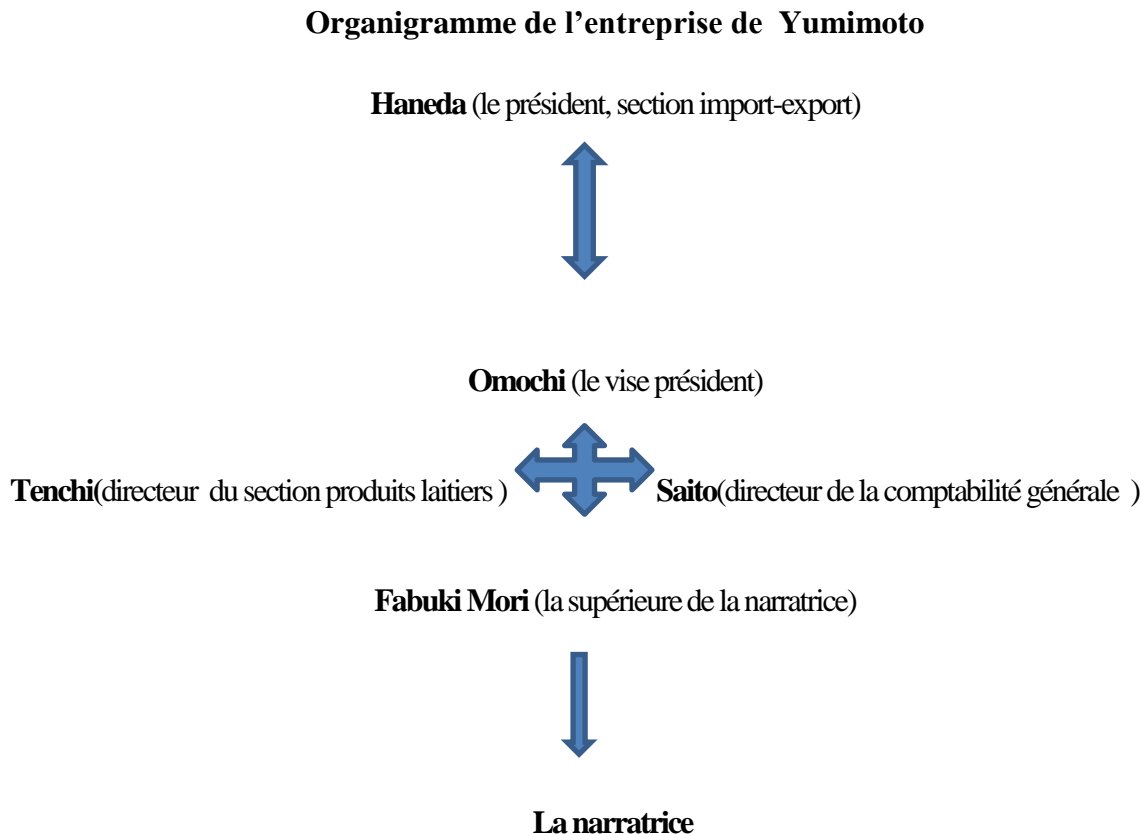 Organigramme de l’entreprise de Yumimoto
Haneda (le président, section import-export)
Omochi (le vise président)
Tenchi(directeur du section produits laitiers ) Saito(directeur de la comptabilité générale )
Fabuki Mori (la supérieure de la narratrice)
La narratrice